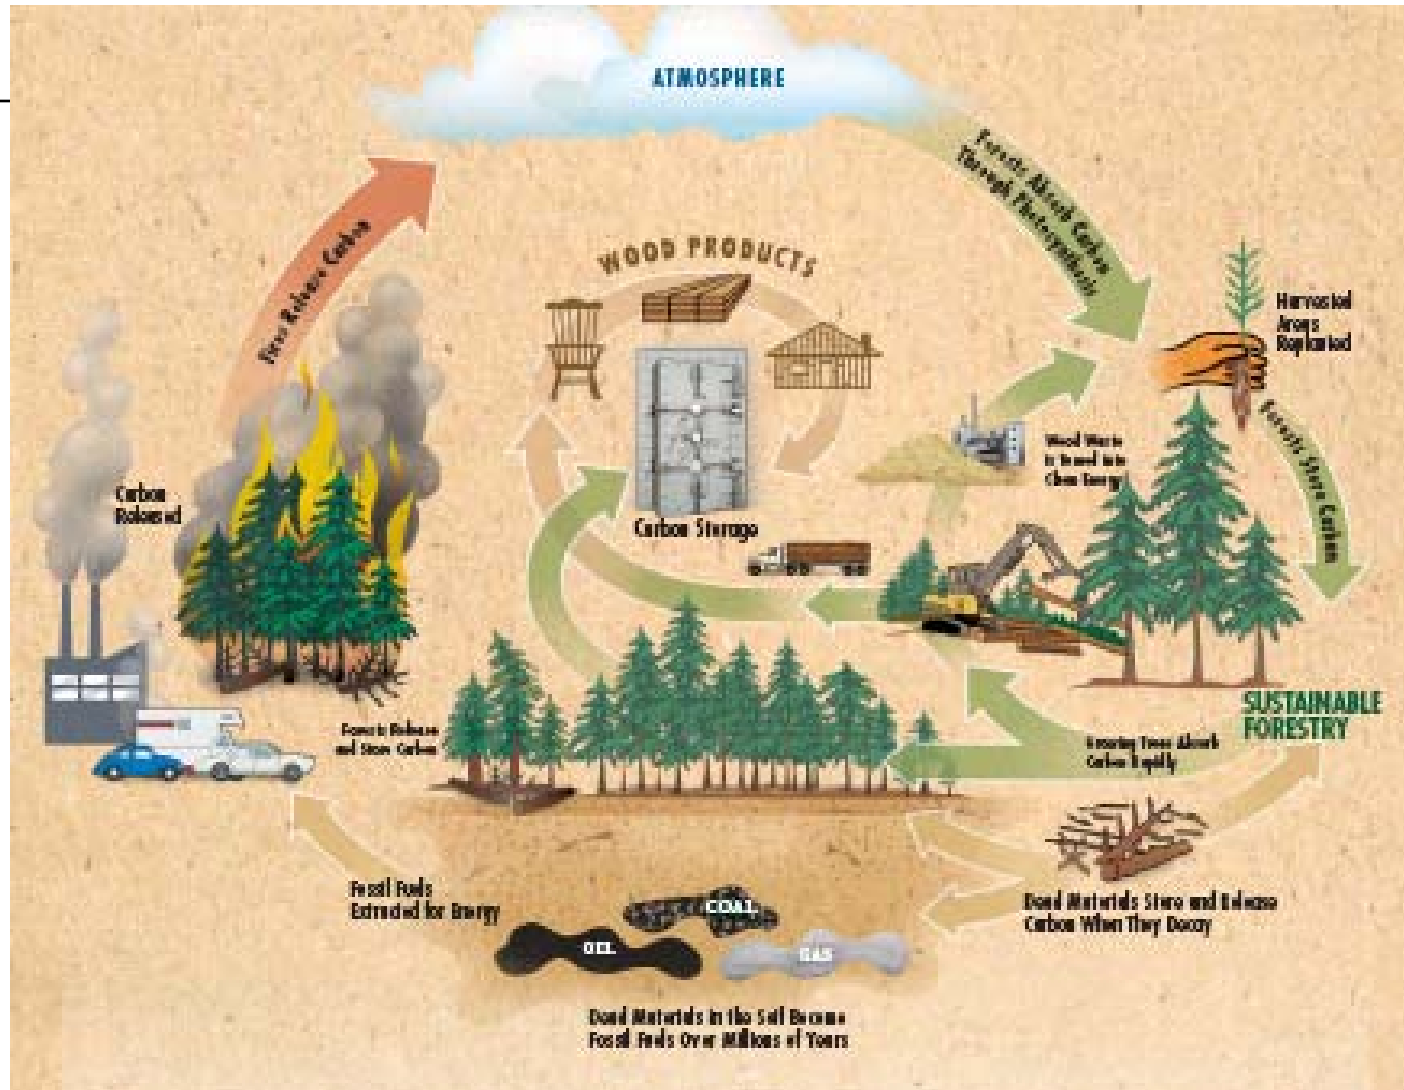 ATMOSPHERE
Forests Absorb Carbon
Through Photosynthesis
Fires Release Carbon
WOOD PRODUCTS
Harvested
Areas
Replanted
Forests Store Carbon
Wood Waste
is Turned into
Clean Energy
Carbon
Released
Carbon Storage
SUSTAINABLE
FORESTRY
Forests Release
and Store Carbon
Growing Trees Absorb
Carbon Rapidly
Fossil Fuels
Extracted for Energy
COAL
OIL
GAS
Dead Materials Store and Release
Carbon When They Decay
Dead Materials in the Soil Become
Fossil Fuels Over Millions of Years